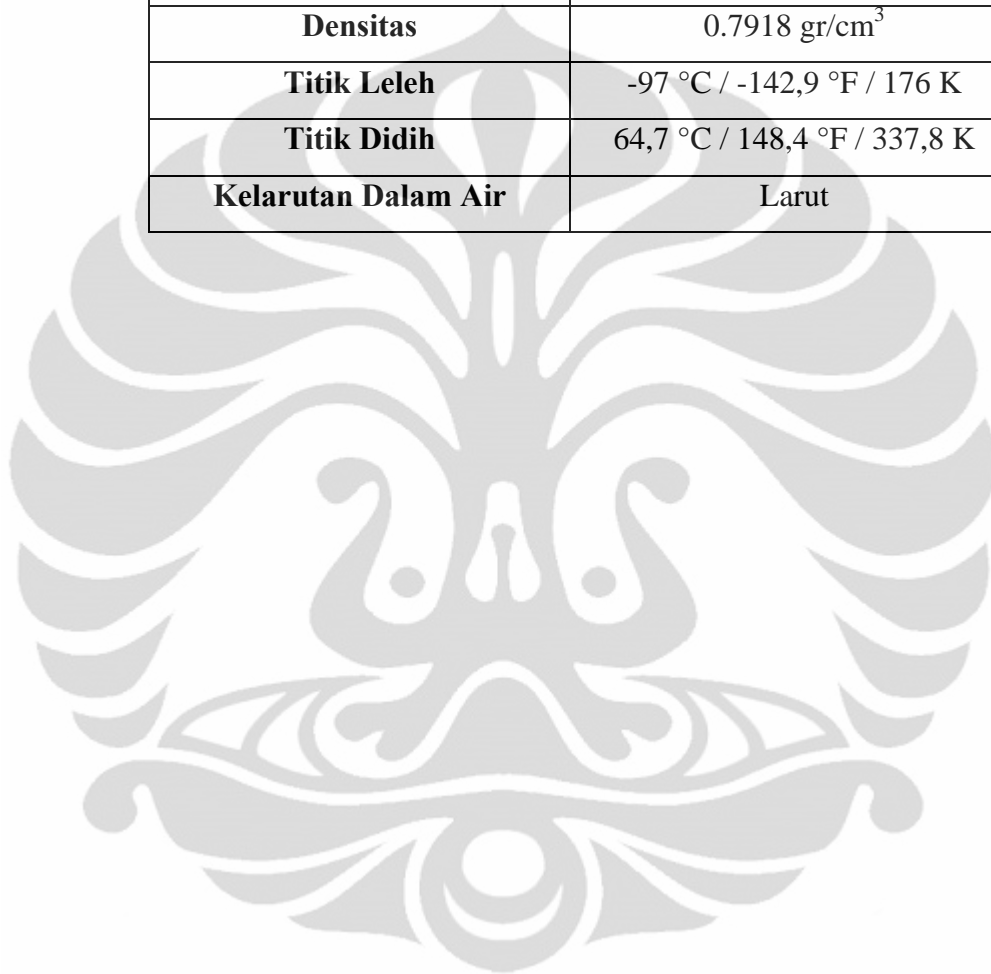 Densitas 0.7918 gr/cm³
Titik Leleh -97 °C / -142,9 °F / 176 K
Titik Didih 64,7 °C / 148,4 °F / 337,8 K
Kelarutan Dalam Air Larut